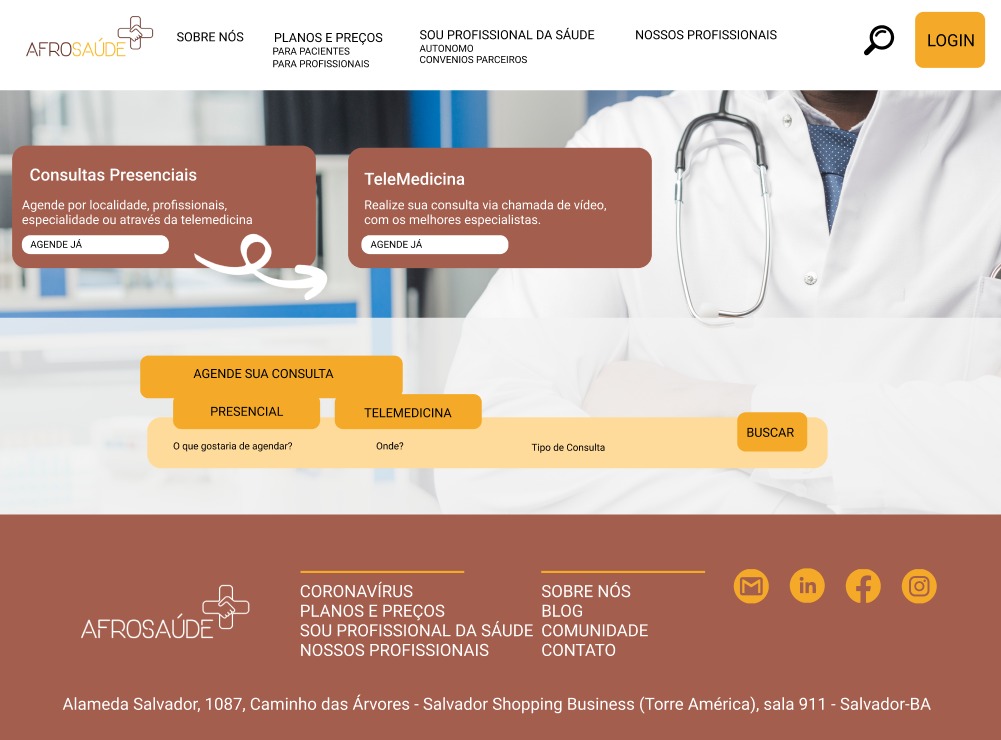 AFROSAÚDE
SOBRE NÓS
PLANOS E PREÇOS
PARA PACIENTES
PARA PROFISSIONAIS
SOU PROFISSIONAL DA SAÚDE
AUTONOMO
CONVENIOS PARCEIROS
NOSSOS PROFISSIONAIS
LOGIN
Consultas Presenciais
Agende por localidade, profissionais,
especialidade ou através da telemedicina
AGENDE JÁ
TeleMedicina
Realize sua consulta via chamada de vídeo,
com os melhores especialistas.
AGENDE JÁ
AGENDE SUA CONSULTA
PRESENCIAL
TELEMEDICINA
O que gostaria de agendar?
Onde?
Tipo de Consulta
BUSCAR
AFROSAÚDE
CORONAVÍRUS
PLANOS E PREÇOS
SOU PROFISSIONAL DA SAÚDE
NOSSOS PROFISSIONAIS
SOBRE NÓS
BLOG
COMUNIDADE
CONTATO
in
Alameda Salvador, 1087, Caminho das Árvores - Salvador Shopping Business (Torre América), sala 911 - Salvador-BA